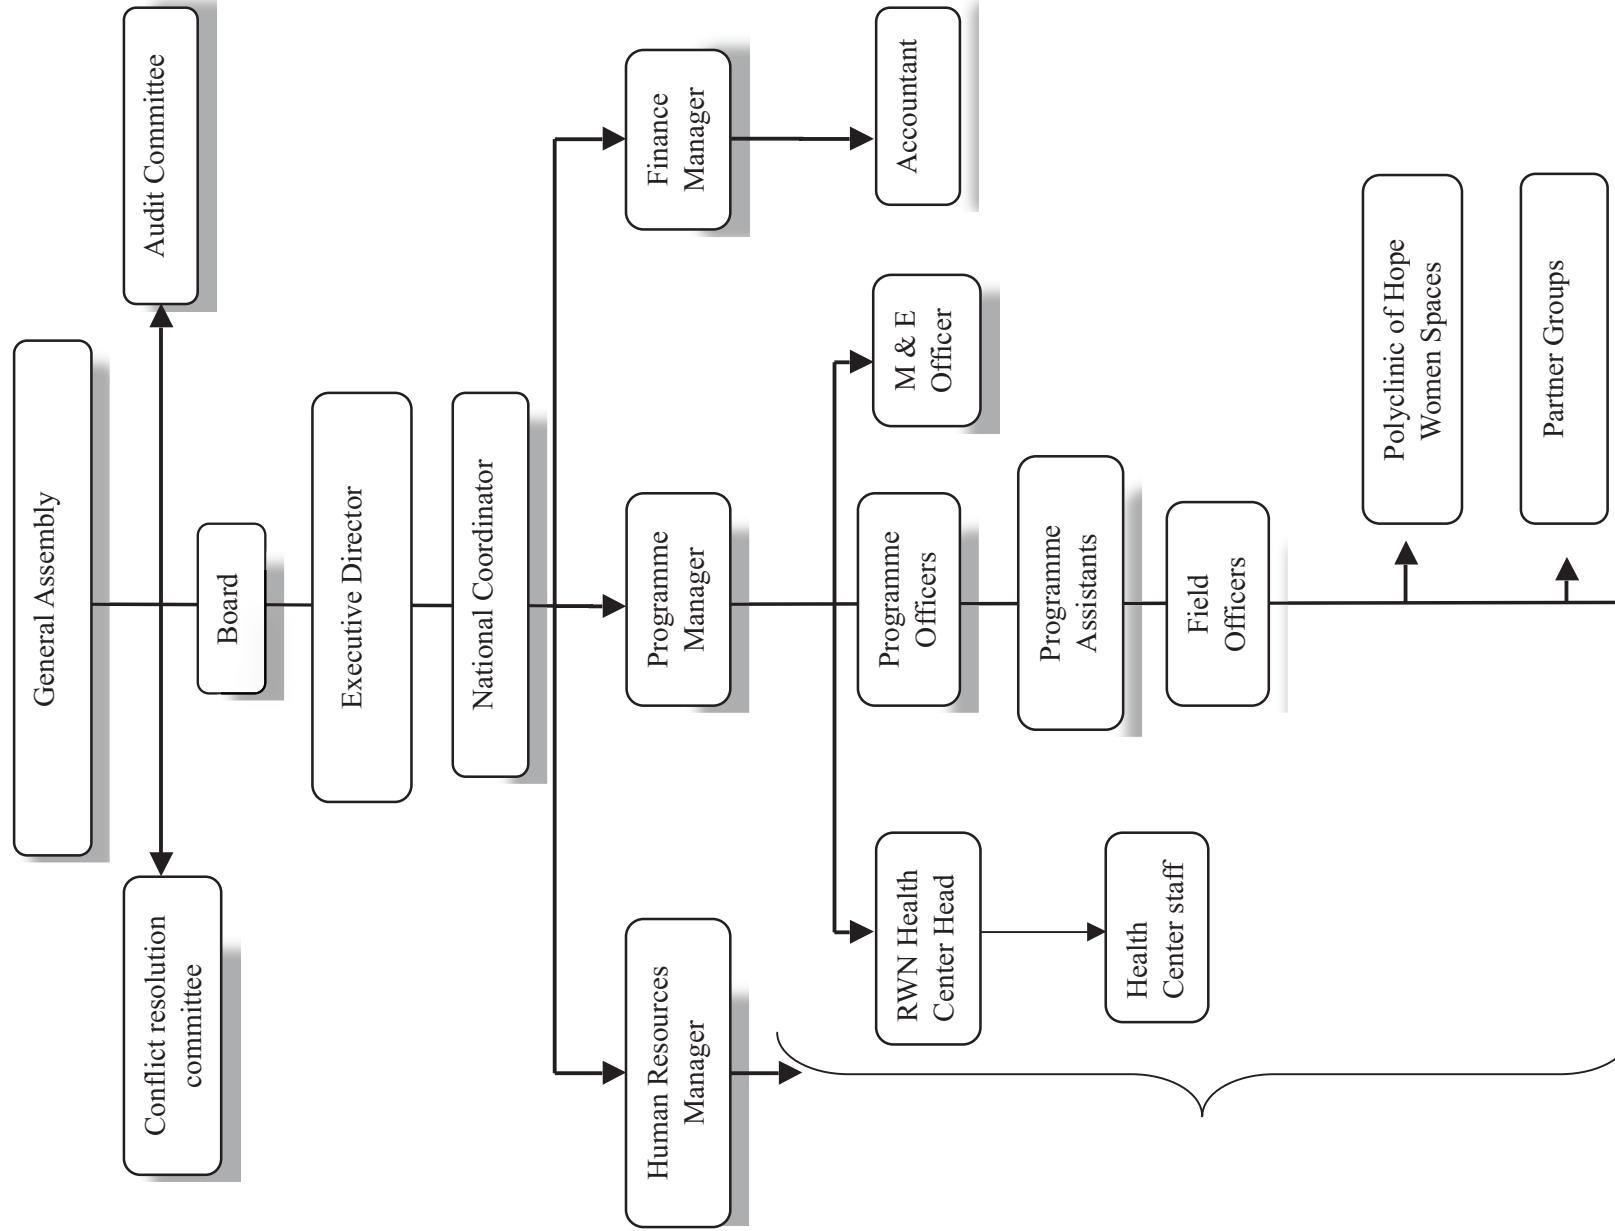 General Assembly
Conflict resolution
committee
Audit Committee
Board
Executive Director
National Coordinator
Human Resources
Manager
Programme
Manager
Finance
Manager
RWN Health
Center Head
Programme
Officers
M & E
Officer
Accountant
Programme
Assistants
Health
Center staff
Field
Officers
Polyclinic of Hope
Women Spaces
Partner Groups